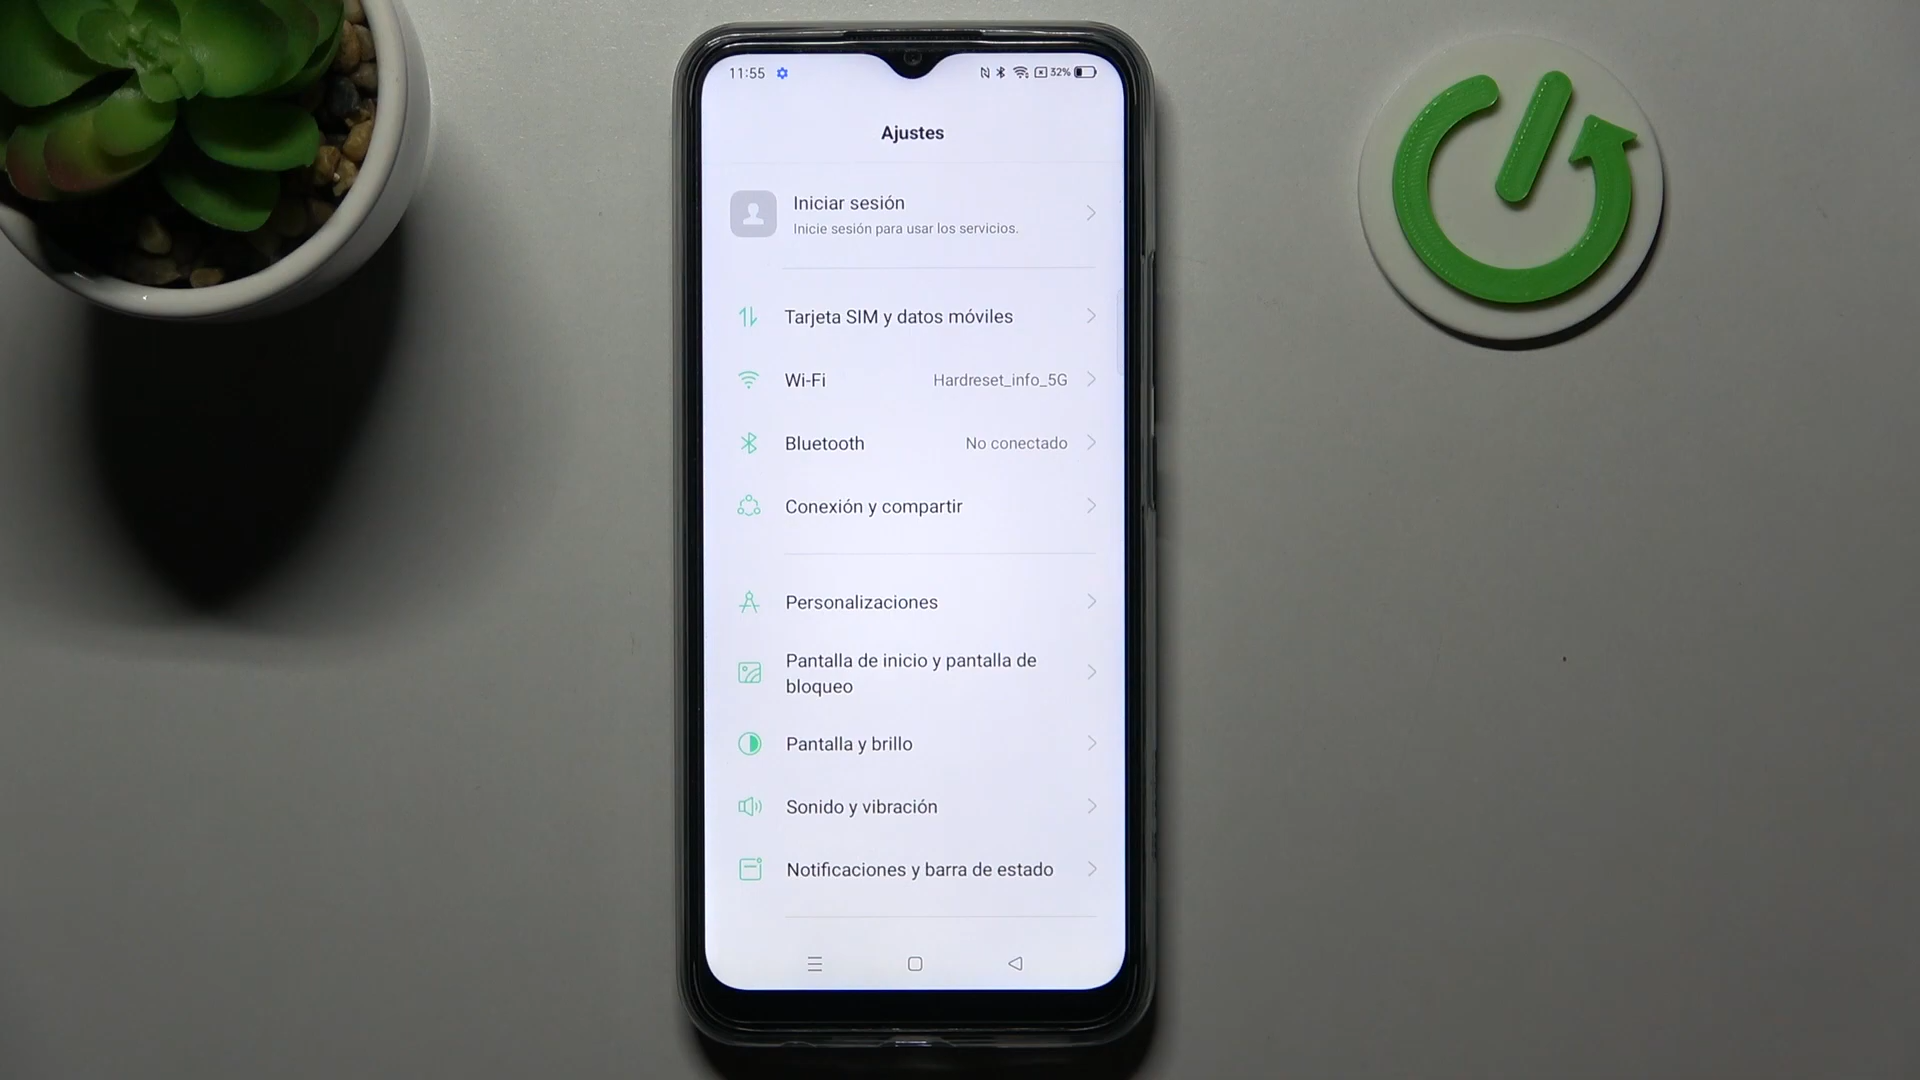 11:55
32%
Ajustes
Iniciar sesión
Inicie sesión para usar los servicios.
Tarjeta SIM y datos móviles
Wi-Fi Hardreset_info_5G
Bluetooth No conectado
Conexión y compartir
Personalizaciones
Pantalla de inicio y pantalla de
bloqueo
Pantalla y brillo
Sonido y vibración
Notificaciones y barra de estado